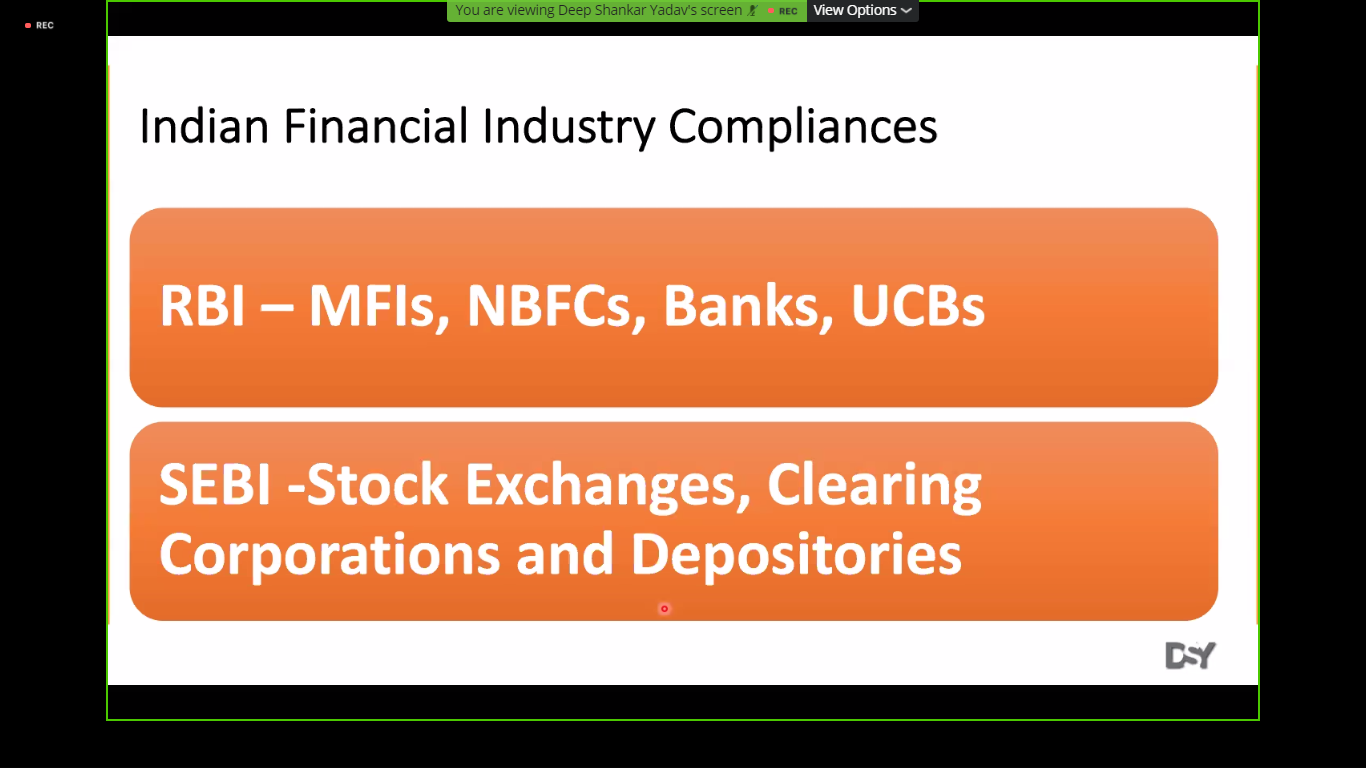 You are viewing Deep Shankar Yadav's screen REC View Options
REC
Indian Financial Industry Compliances
RBI – MFIs, NBFCs, Banks, UCBs
SEBI -Stock Exchanges, Clearing
Corporations and Depositories
DSY